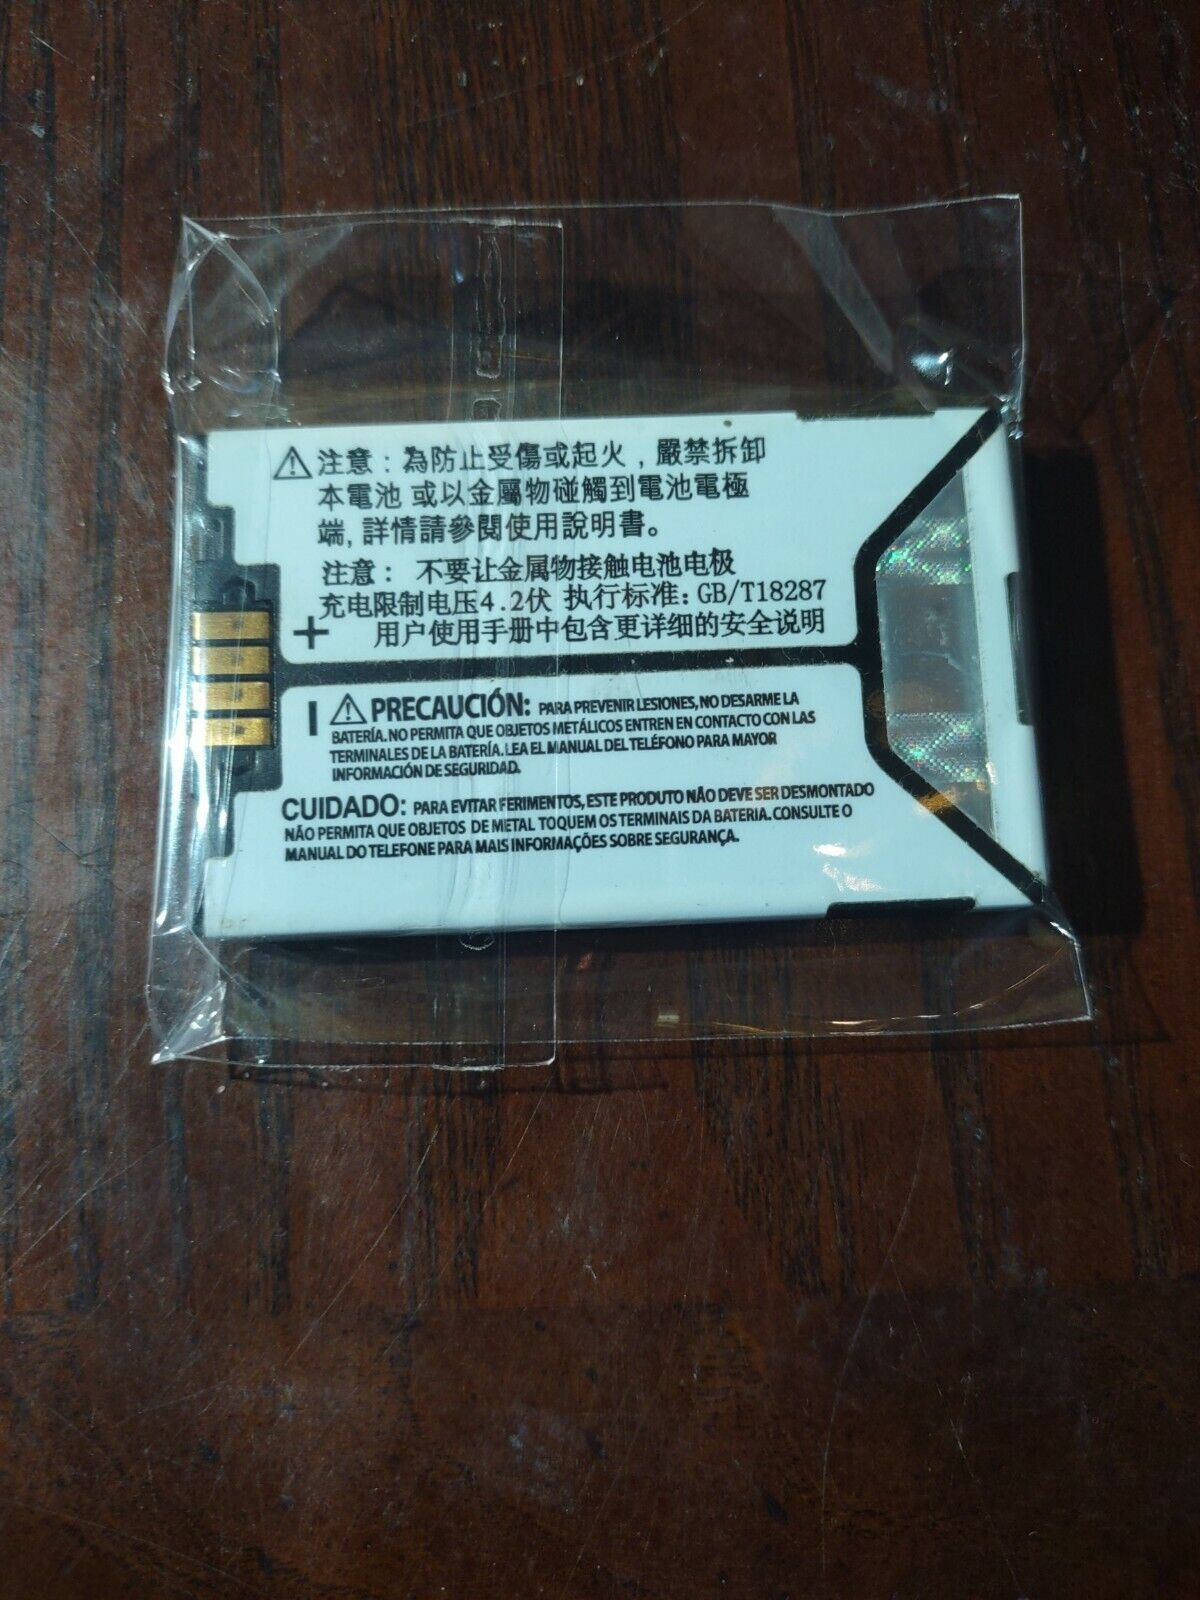 注意：為防止受傷或起火，嚴禁拆卸
本電池 或以金屬物碰觸到電池電極
端，詳情請參閱使用說明書。
注意： 不要让金属物接触电池电极
充电限制电压4.2伏 执行标准：GB/T18287
+ 用户使用手册中包含更详细的安全说明
PRECAUCIÓN: PARA PREVENIR LESIONES, NO DESARME LA
BATERÍA. NO PERMITA QUE OBJETOS METÁLICOS ENTREN EN CONTACTO CON LAS
TERMINALES DE LA BATERÍA. LEA EL MANUAL DEL TELÉFONO PARA MAYOR
INFORMACIÓN DE SEGURIDAD.
CUIDADO: PARA EVITAR FERIMENTOS, ESTE PRODUTO NÃO DEVE SER DESMONTADO
NÃO PERMITA QUE OBJETOS DE METAL TOQUEM OS TERMINAIS DA BATERIA. CONSULTE O
MANUAL DO TELEFONE PARA MAIS INFORMAÇÕES SOBRE SEGURANÇA.